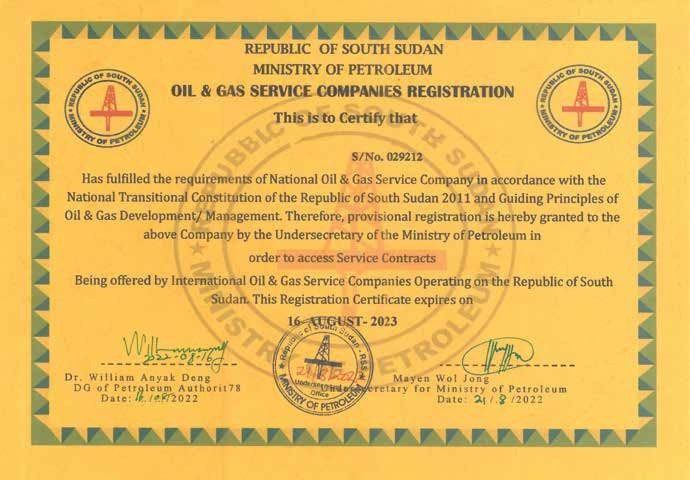 REPUBLIC OF SOUTH SUDAN
MINISTRY OF PETROLEUM
OIL & GAS SERVICE COMPANIES REGISTRATION
REPUBLIC OF SOUTH SUDAN
MINISTRY OF PETROLEUM
REPUBLIC OF SOUTH SUDAN
MINISTRY OF PETROLEUM
This is to Certify that
S/No. 029212
Has fulfilled the requirements of National Oil & Gas Service Company in accordance with the
National Transitional Constitution of the Republic of South Sudan 2011 and Guiding Principles of
Oil & Gas Development/ Management. Therefore, provisional registration is hereby granted to the
above Company by the Undersecretary of the Ministry of Petroleum in
order to access Service Contracts
Being offered by International Oil & Gas Service Companies Operating on the Republic of South
Sudan. This Registration Certificate expires on
16-AUGUST- 2023
REPUBBLIC OF SOUTH SUDAN
MINISTRY OF PETROLEUM
2022-08-16
Republic of South Sudan - RSS
Office
MINISTRY OF PETROLEUM
Dr. William Anyak Deng
DG of Petroleum Authorit78
Date: /2022
Mayen Wol Jong
Undersecretary for Ministry of Petroleum
Date: 21/.8/2022